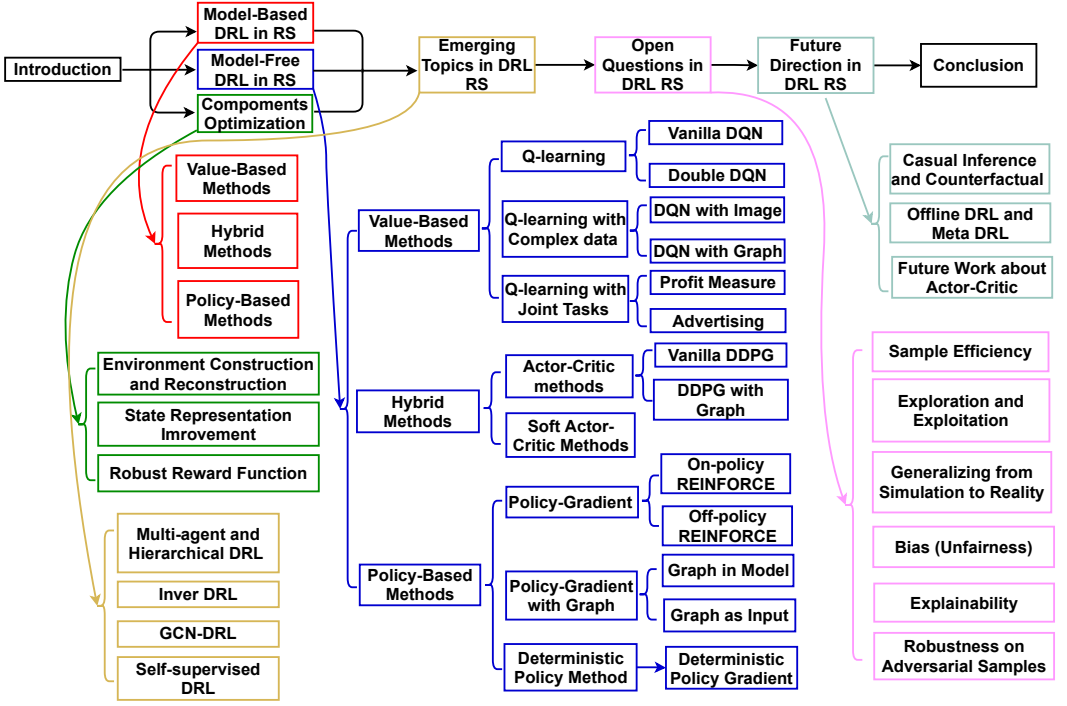 Introduction
Model-Based
DRL in RS
Model-Free
DRL in RS
Compoments
Optimization
Emerging
Topics in DRL
RS
Open
Questions in
DRL RS
Future
Direction in
DRL RS
Conclusion
Value-Based
Methods
Hybrid
Methods
Policy-Based
Methods
Environment Construction
and Reconstruction
State Representation
Imrovement
Robust Reward Function
Multi-agent and
Hierarchical DRL
Inver DRL
GCN-DRL
Self-supervised
DRL
Value-Based
Methods
Q-learning
Vanilla DQN
Double DQN
Q-learning with
Complex data
DQN with Image
DQN with Graph
Q-learning with
Joint Tasks
Profit Measure
Advertising
Hybrid
Methods
Actor-Critic
methods
Vanilla DDPG
DDPG with
Graph
Soft Actor-
Critic Methods
Policy-Based
Methods
Policy-Gradient
On-policy
REINFORCE
Off-policy
REINFORCE
Policy-Gradient
with Graph
Graph in Model
Graph as Input
Deterministic
Policy Method
Deterministic
Policy Gradient
Casual Inference
and Counterfactual
Offline DRL and
Meta DRL
Future Work about
Actor-Critic
Sample Efficiency
Exploration and
Exploitation
Generalizing from
Simulation to Reality
Bias (Unfairness)
Explainability
Robustness on
Adversarial Samples